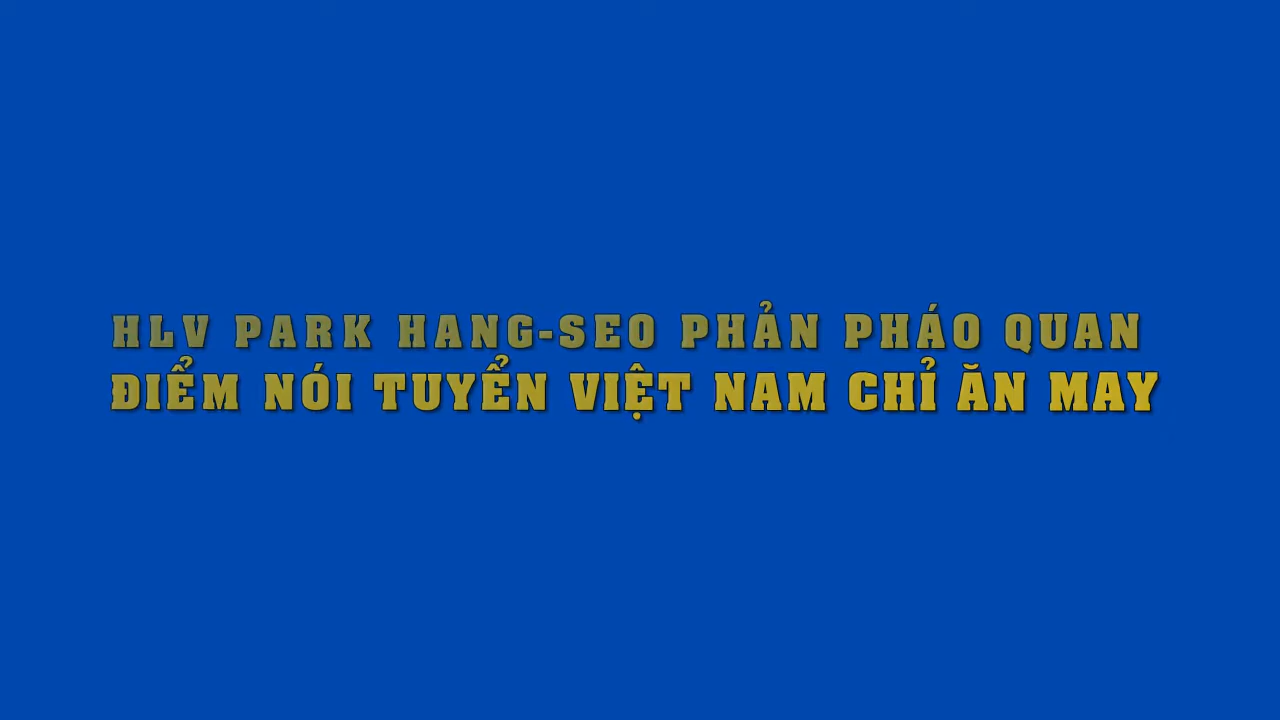 HLV PARK HANG-SEO PHẢN PHÁO QUAN
ĐIỂM NÓI TUYỂN VIỆT NAM CHỈ ĂN MAY